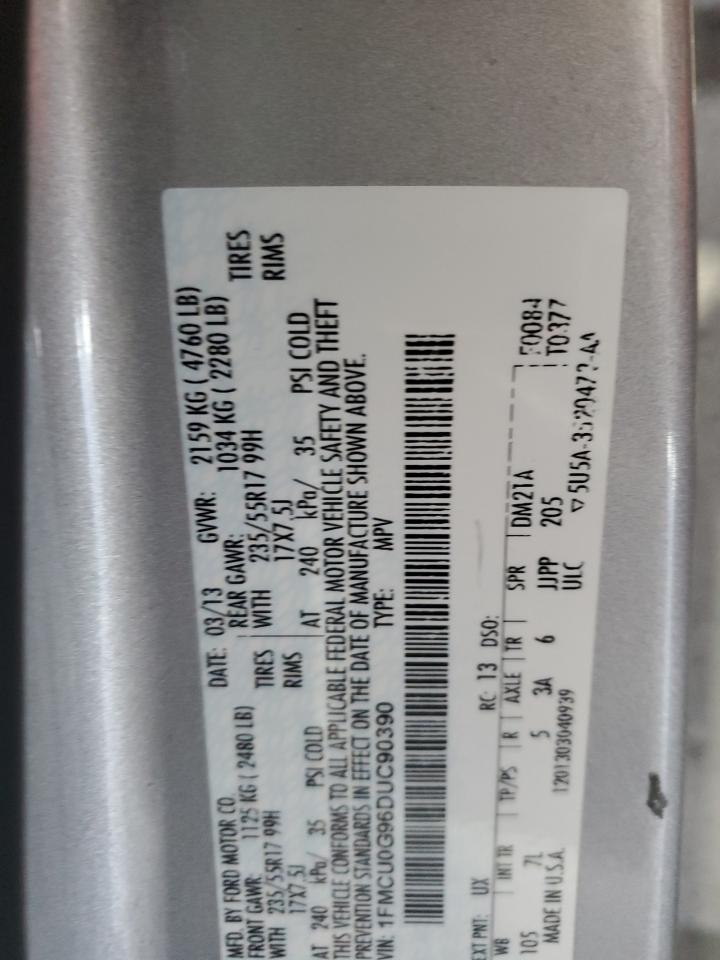 MFD. BY FORD MOTOR CO. DATE: 03/13 GVWR: 2159 KG ( 4760 LB)
FRONT GAWR: 1125 KG ( 2480 LB) REAR GAWR: 1034 KG ( 2280 LB)
WITH 235/55R17 99H TIRES WITH 235/55R17 99H TIRES
17X7.5J RIMS 17X7.5J RIMS
AT 240 kPa/ 35 PSI COLD AT 240 kPa/ 35 PSI COLD
THIS VEHICLE CONFORMS TO ALL APPLICABLE FEDERAL MOTOR VEHICLE SAFETY AND THEFT
PREVENTION STANDARDS IN EFFECT ON THE DATE OF MANUFACTURE SHOWN ABOVE.
VIN: 1FMCU0G96DUC90390 TYPE: MPV
EXT PNT: UX RC: 13 DSO:
WB INT TR TP/PS R AXLE TR SPR DM21A F0084
105 7L 5 3A 6 JJPP 205 T0377
MADE IN U.S.A. 1201303040939 ULC